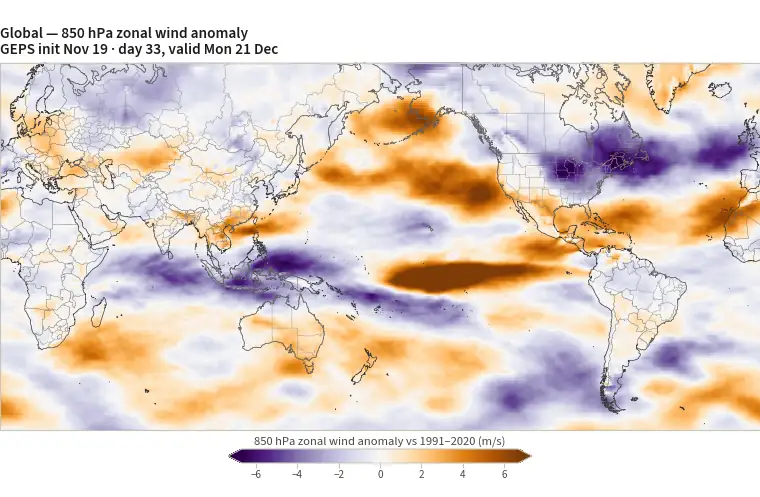 Global — 850 hPa zonal wind anomaly
GEPS init Nov 19 · day 33, valid Mon 21 Dec
850 hPa zonal wind anomaly vs 1991–2020 (m/s)
−6 −4 −2 0 2 4 6